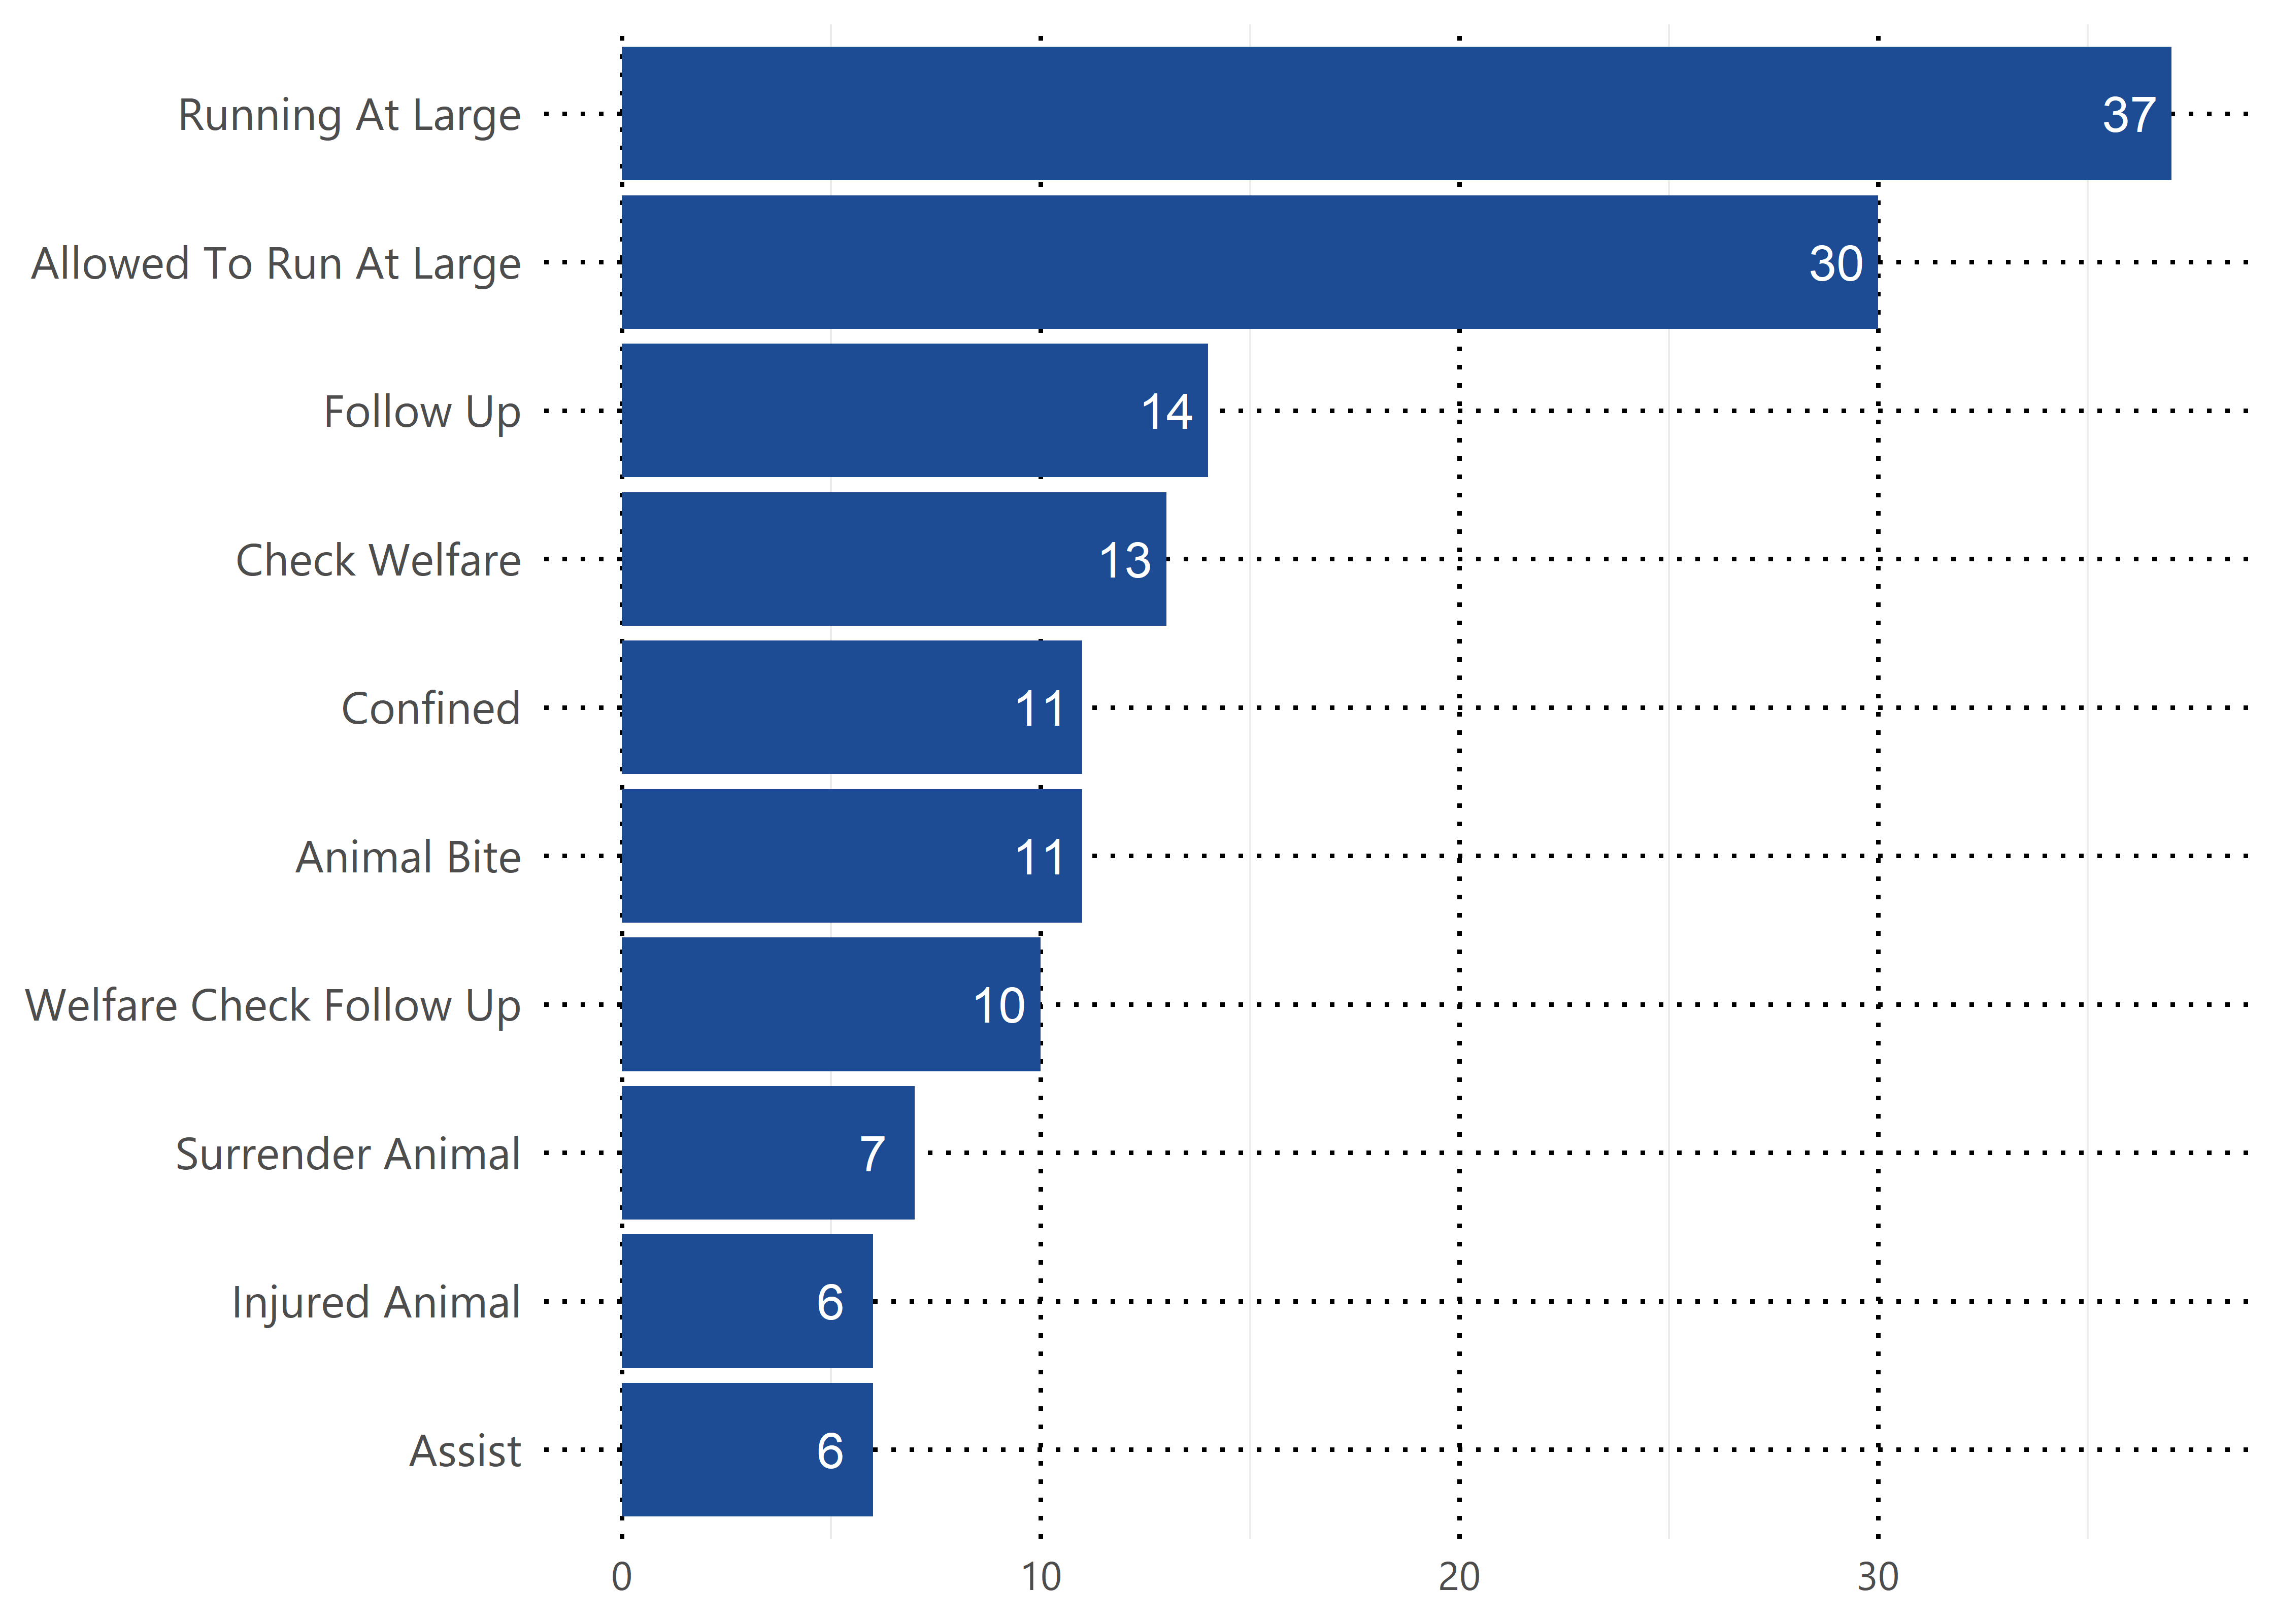 Running At Large 37
Allowed To Run At Large 30
Follow Up 14
Check Welfare 13
Confined 11
Animal Bite 11
Welfare Check Follow Up 10
Surrender Animal 7
Injured Animal 6
Assist 6
0 10 20 30